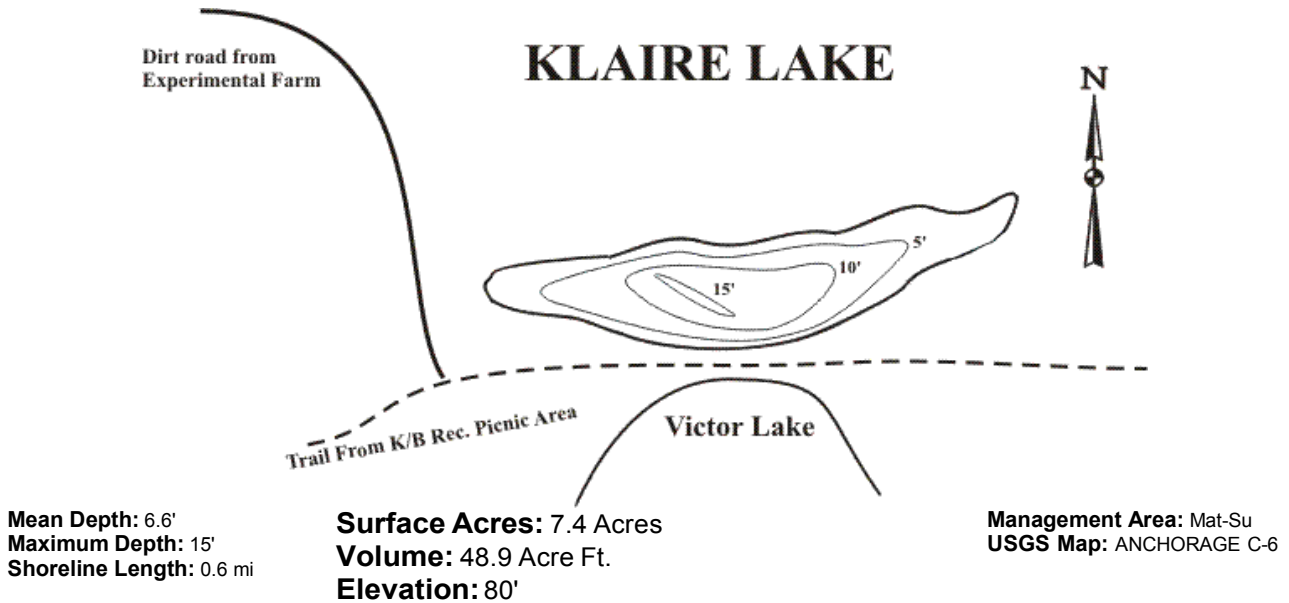 Dirt road from
Experimental Farm
KLAIRE LAKE
N
5'
10'
15'
Trail From K/B Rec. Picnic Area
Victor Lake
Mean Depth: 6.6'
Maximum Depth: 15'
Shoreline Length: 0.6 mi
Surface Acres: 7.4 Acres
Volume: 48.9 Acre Ft.
Elevation: 80'
Management Area: Mat-Su
USGS Map: ANCHORAGE C-6